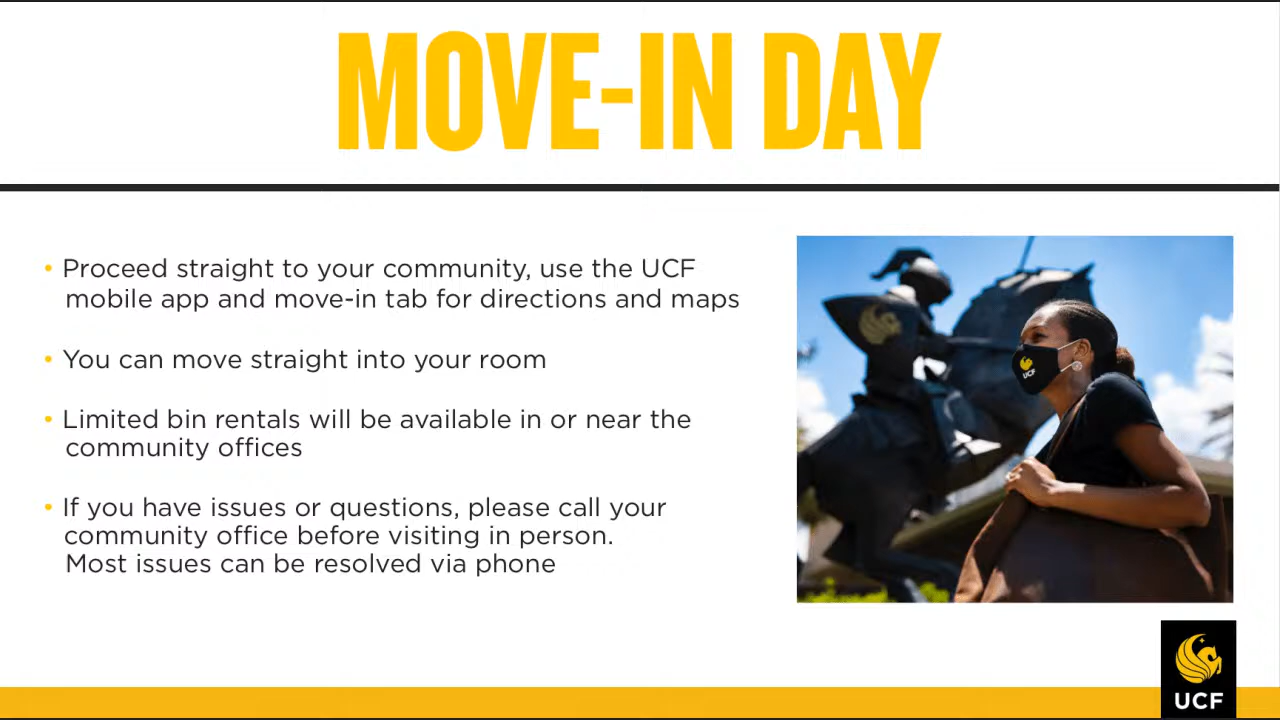 MOVE-IN DAY
• Proceed straight to your community, use the UCF
mobile app and move-in tab for directions and maps
• You can move straight into your room
• Limited bin rentals will be available in or near the
community offices
• If you have issues or questions, please call your
community office before visiting in person.
Most issues can be resolved via phone
UCF
UCF